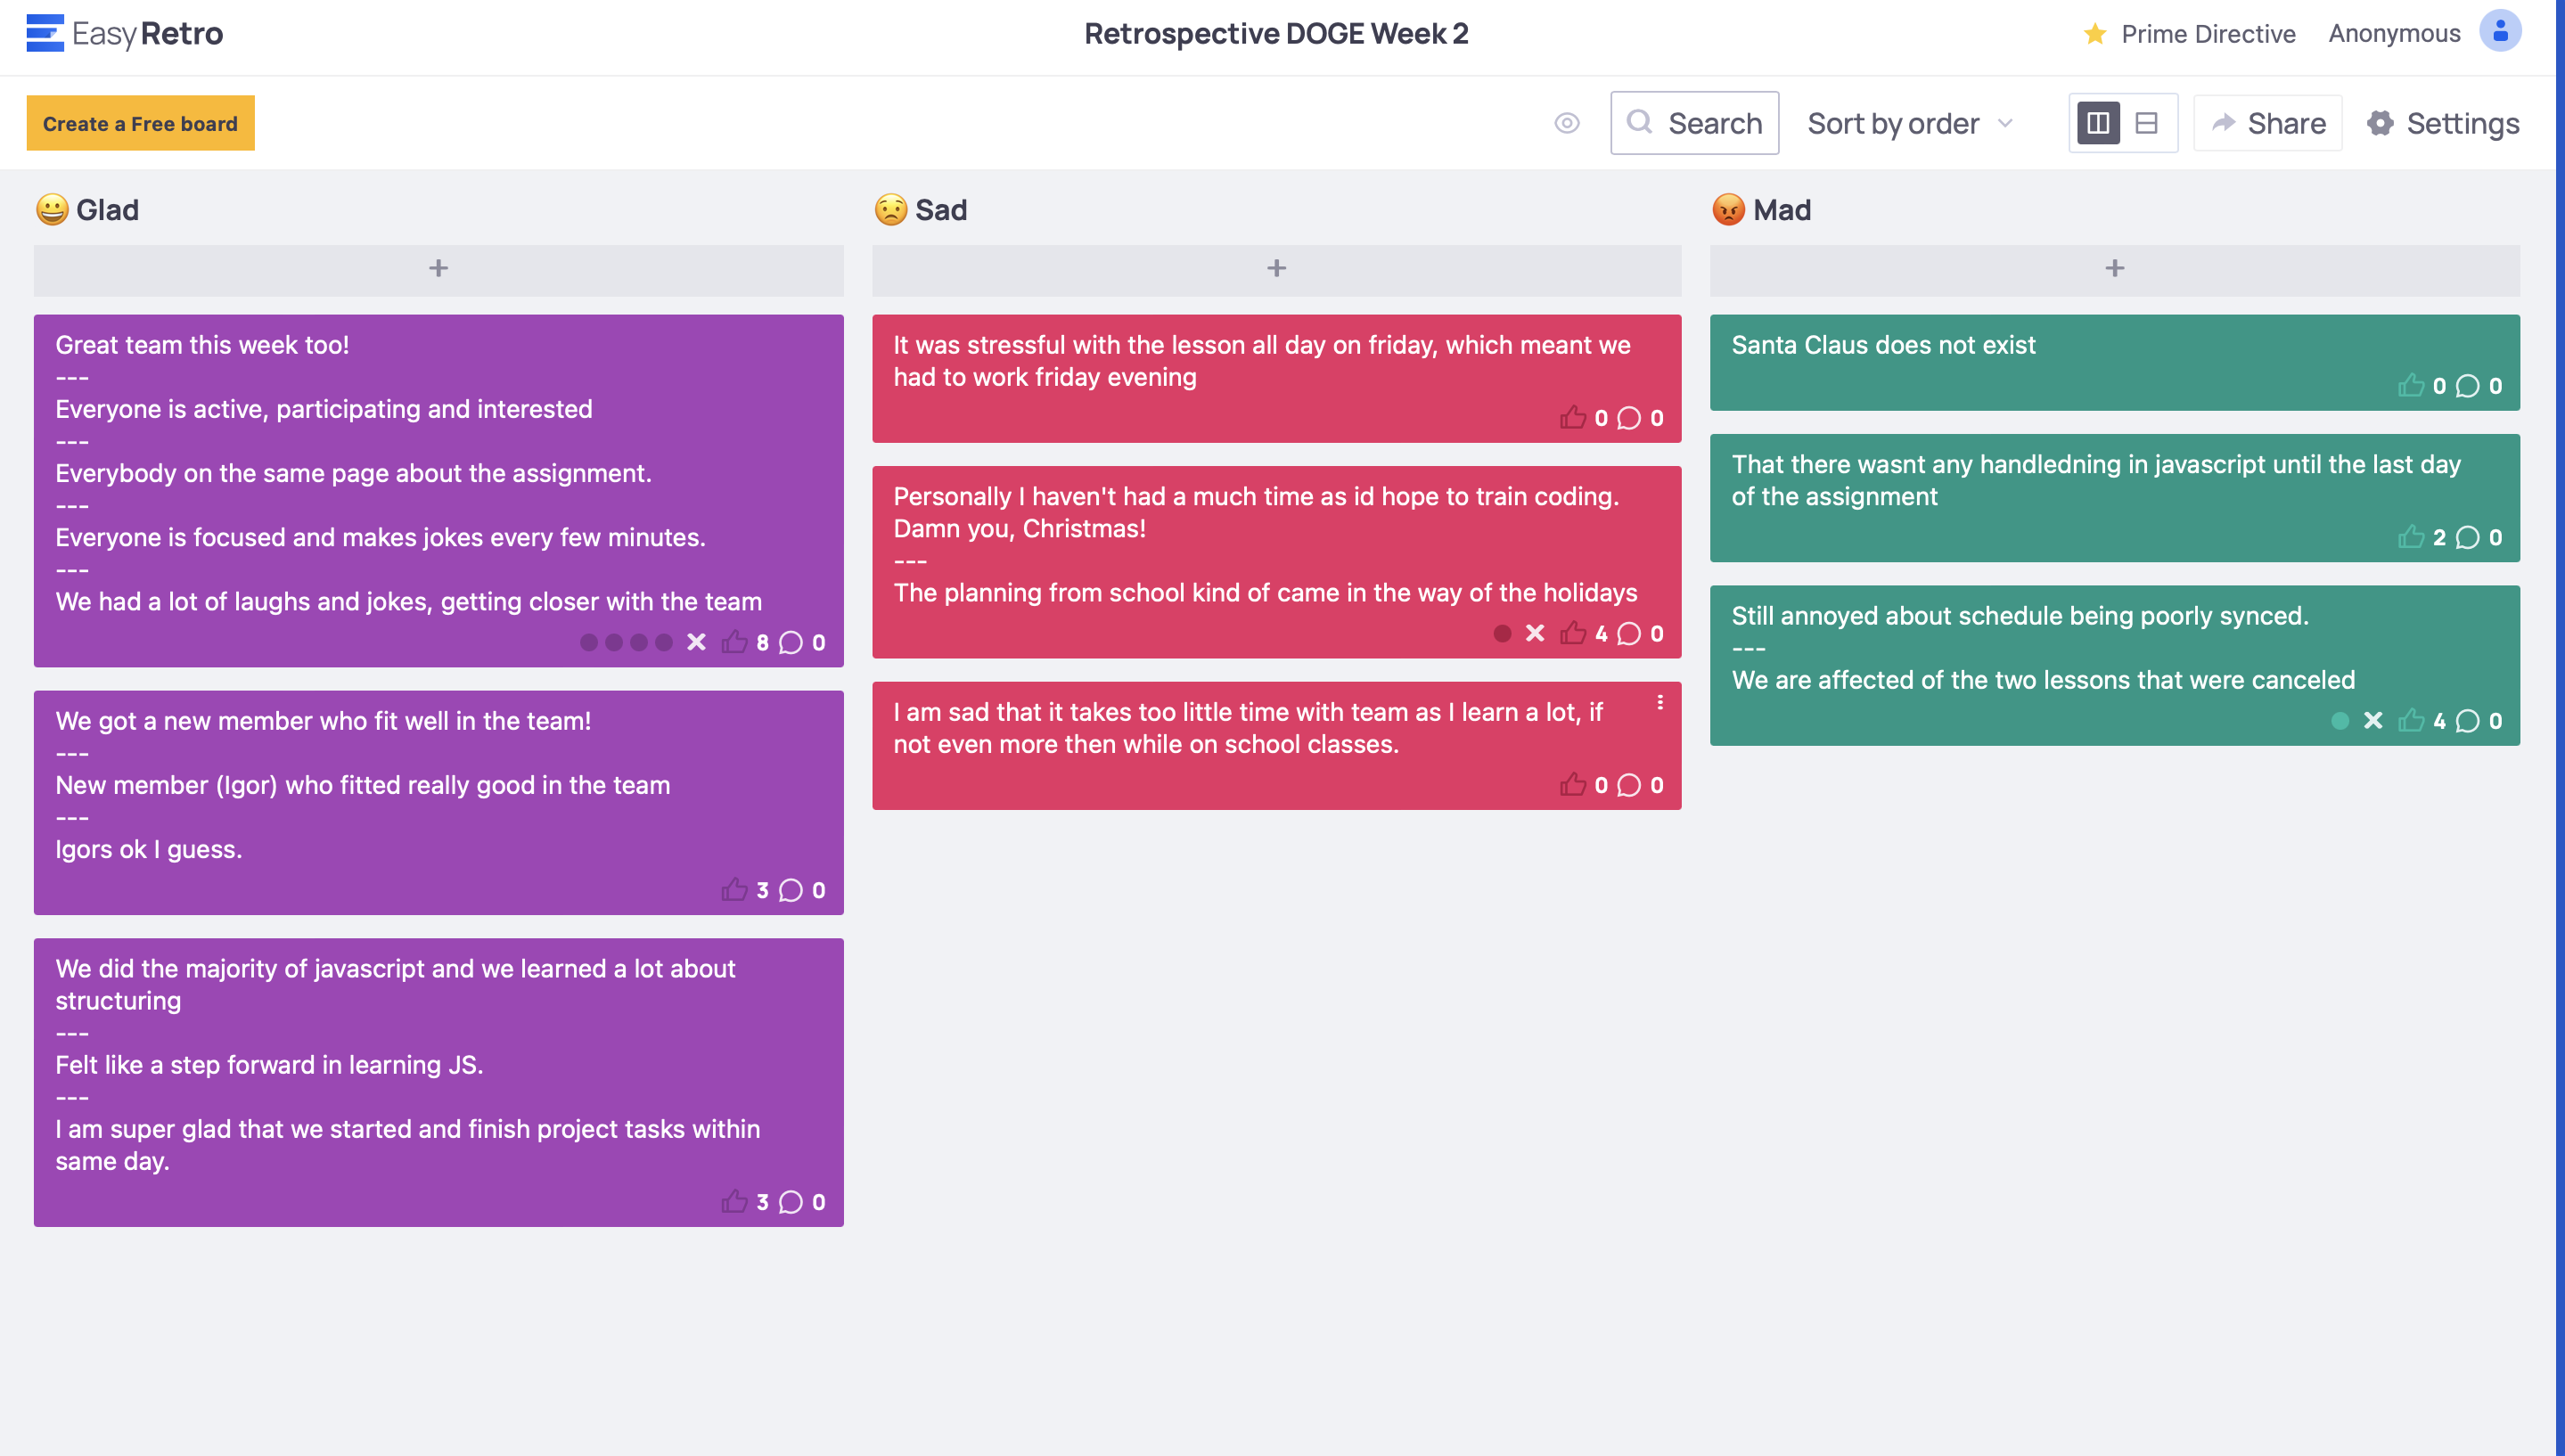 EasyRetro
Retrospective DOGE Week 2
Prime Directive
Anonymous
Create a Free board
Search
Sort by order
Share
Settings
Glad
+
Great team this week too!
---
Everyone is active, participating and interested
---
Everybody on the same page about the assignment.
---
Everyone is focused and makes jokes every few minutes.
---
We had a lot of laughs and jokes, getting closer with the team
8 0
We got a new member who fit well in the team!
---
New member (Igor) who fitted really good in the team
---
Igors ok I guess.
3 0
We did the majority of javascript and we learned a lot about
structuring
---
Felt like a step forward in learning JS.
---
I am super glad that we started and finish project tasks within
same day.
3 0
Sad
+
It was stressful with the lesson all day on friday, which meant we
had to work friday evening
0 0
Personally I haven't had a much time as id hope to train coding.
Damn you, Christmas!
---
The planning from school kind of came in the way of the holidays
4 0
I am sad that it takes too little time with team as I learn a lot, if
not even more then while on school classes.
0 0
Mad
+
Santa Claus does not exist
0 0
That there wasnt any handledning in javascript until the last day
of the assignment
2 0
Still annoyed about schedule being poorly synced.
---
We are affected of the two lessons that were canceled
4 0